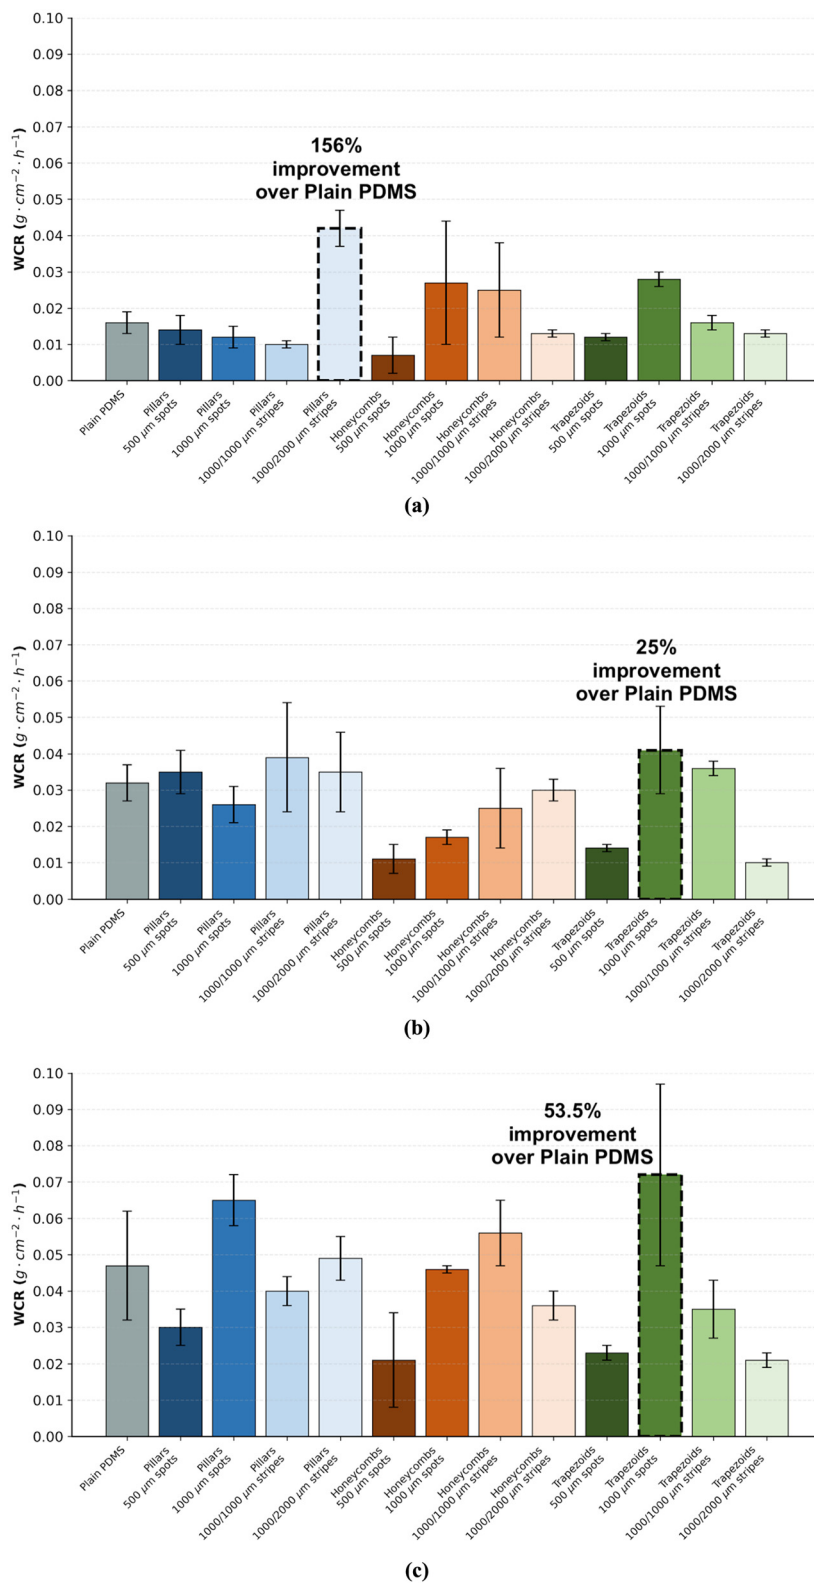 0.10
0.09
0.08
0.07
0.06
0.05
0.04
0.03
0.02
0.01
0.00
WCR (g · cm⁻² · h⁻¹)
156%
improvement
over Plain PDMS
Plain PDMS
Pillars
500 μm spots
Pillars
1000 μm spots
Pillars
1000/1000 μm stripes
Pillars
1000/2000 μm stripes
Honeycombs
500 μm spots
Honeycombs
1000 μm spots
Honeycombs
1000/1000 μm stripes
Honeycombs
1000/2000 μm stripes
Trapezoids
500 μm spots
Trapezoids
1000 μm spots
Trapezoids
1000/1000 μm stripes
Trapezoids
1000/2000 μm stripes
(a)
0.10
0.09
0.08
0.07
0.06
0.05
0.04
0.03
0.02
0.01
0.00
WCR (g · cm⁻² · h⁻¹)
25%
improvement
over Plain PDMS
Plain PDMS
Pillars
500 μm spots
Pillars
1000 μm spots
Pillars
1000/1000 μm stripes
Pillars
1000/2000 μm stripes
Honeycombs
500 μm spots
Honeycombs
1000 μm spots
Honeycombs
1000/1000 μm stripes
Honeycombs
1000/2000 μm stripes
Trapezoids
500 μm spots
Trapezoids
1000 μm spots
Trapezoids
1000/1000 μm stripes
Trapezoids
1000/2000 μm stripes
(b)
0.10
0.09
0.08
0.07
0.06
0.05
0.04
0.03
0.02
0.01
0.00
WCR (g · cm⁻² · h⁻¹)
53.5%
improvement
over Plain PDMS
Plain PDMS
Pillars
500 μm spots
Pillars
1000 μm spots
Pillars
1000/1000 μm stripes
Pillars
1000/2000 μm stripes
Honeycombs
500 μm spots
Honeycombs
1000 μm spots
Honeycombs
1000/1000 μm stripes
Honeycombs
1000/2000 μm stripes
Trapezoids
500 μm spots
Trapezoids
1000 μm spots
Trapezoids
1000/1000 μm stripes
Trapezoids
1000/2000 μm stripes
(c)